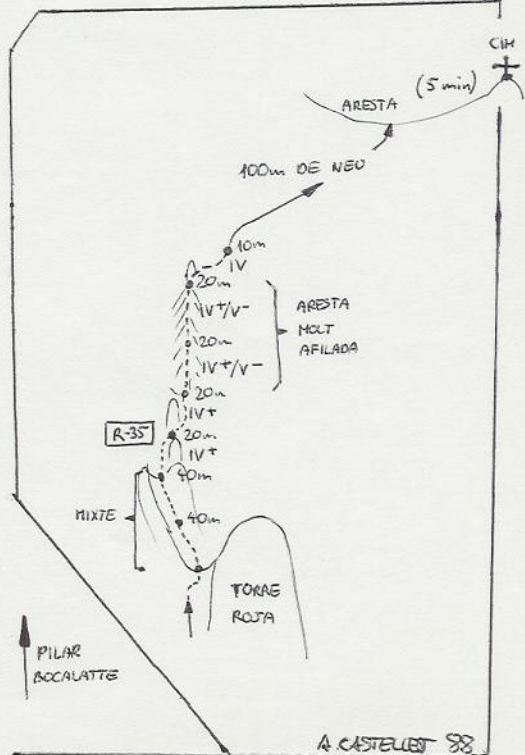 CIM
(5 min)
ARESTA
100m DE NEU
10m
IV
20m
IV+/V-
ARESTA
MOLT
AFILADA
20m
IV+/V-
20m
IV+
R-35
20m
IV+
40m
MIXTE
40m
TORRE
ROJA
PILAR
BOCALATTE
A. CASTELLET 88